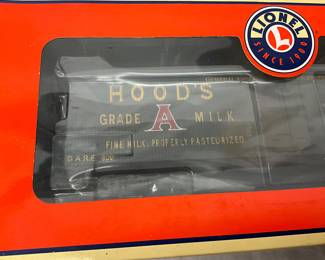 LIONEL
SINCE 1900
HOOD'S
GRADE A MILK
FINE MILK, PROPERLY PASTEURIZED
G.A.R.E.